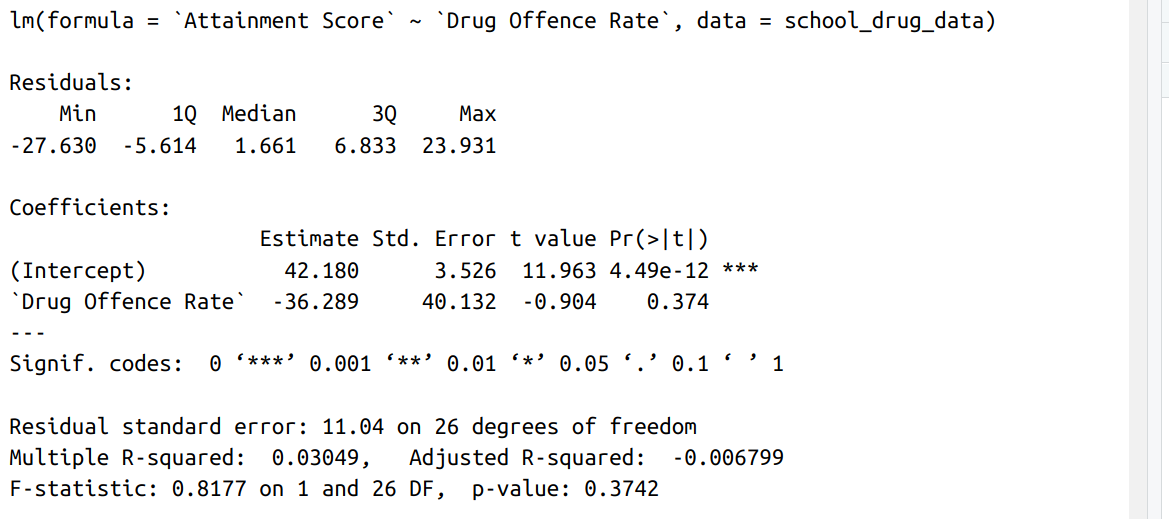 lm(formula = `Attainment Score` ~ `Drug Offence Rate`, data = school_drug_data)
Residuals:
Min 1Q Median 3Q Max
-27.630 -5.614 1.661 6.833 23.931
Coefficients:
Estimate Std. Error t value Pr(>|t|)
(Intercept) 42.180 3.526 11.963 4.49e-12 ***
`Drug Offence Rate` -36.289 40.132 -0.904 0.374
---
Signif. codes: 0 ‘***’ 0.001 ‘**’ 0.01 ‘*’ 0.05 ‘.’ 0.1 ‘ ’ 1
Residual standard error: 11.04 on 26 degrees of freedom
Multiple R-squared: 0.03049, Adjusted R-squared: -0.006799
F-statistic: 0.8177 on 1 and 26 DF, p-value: 0.3742